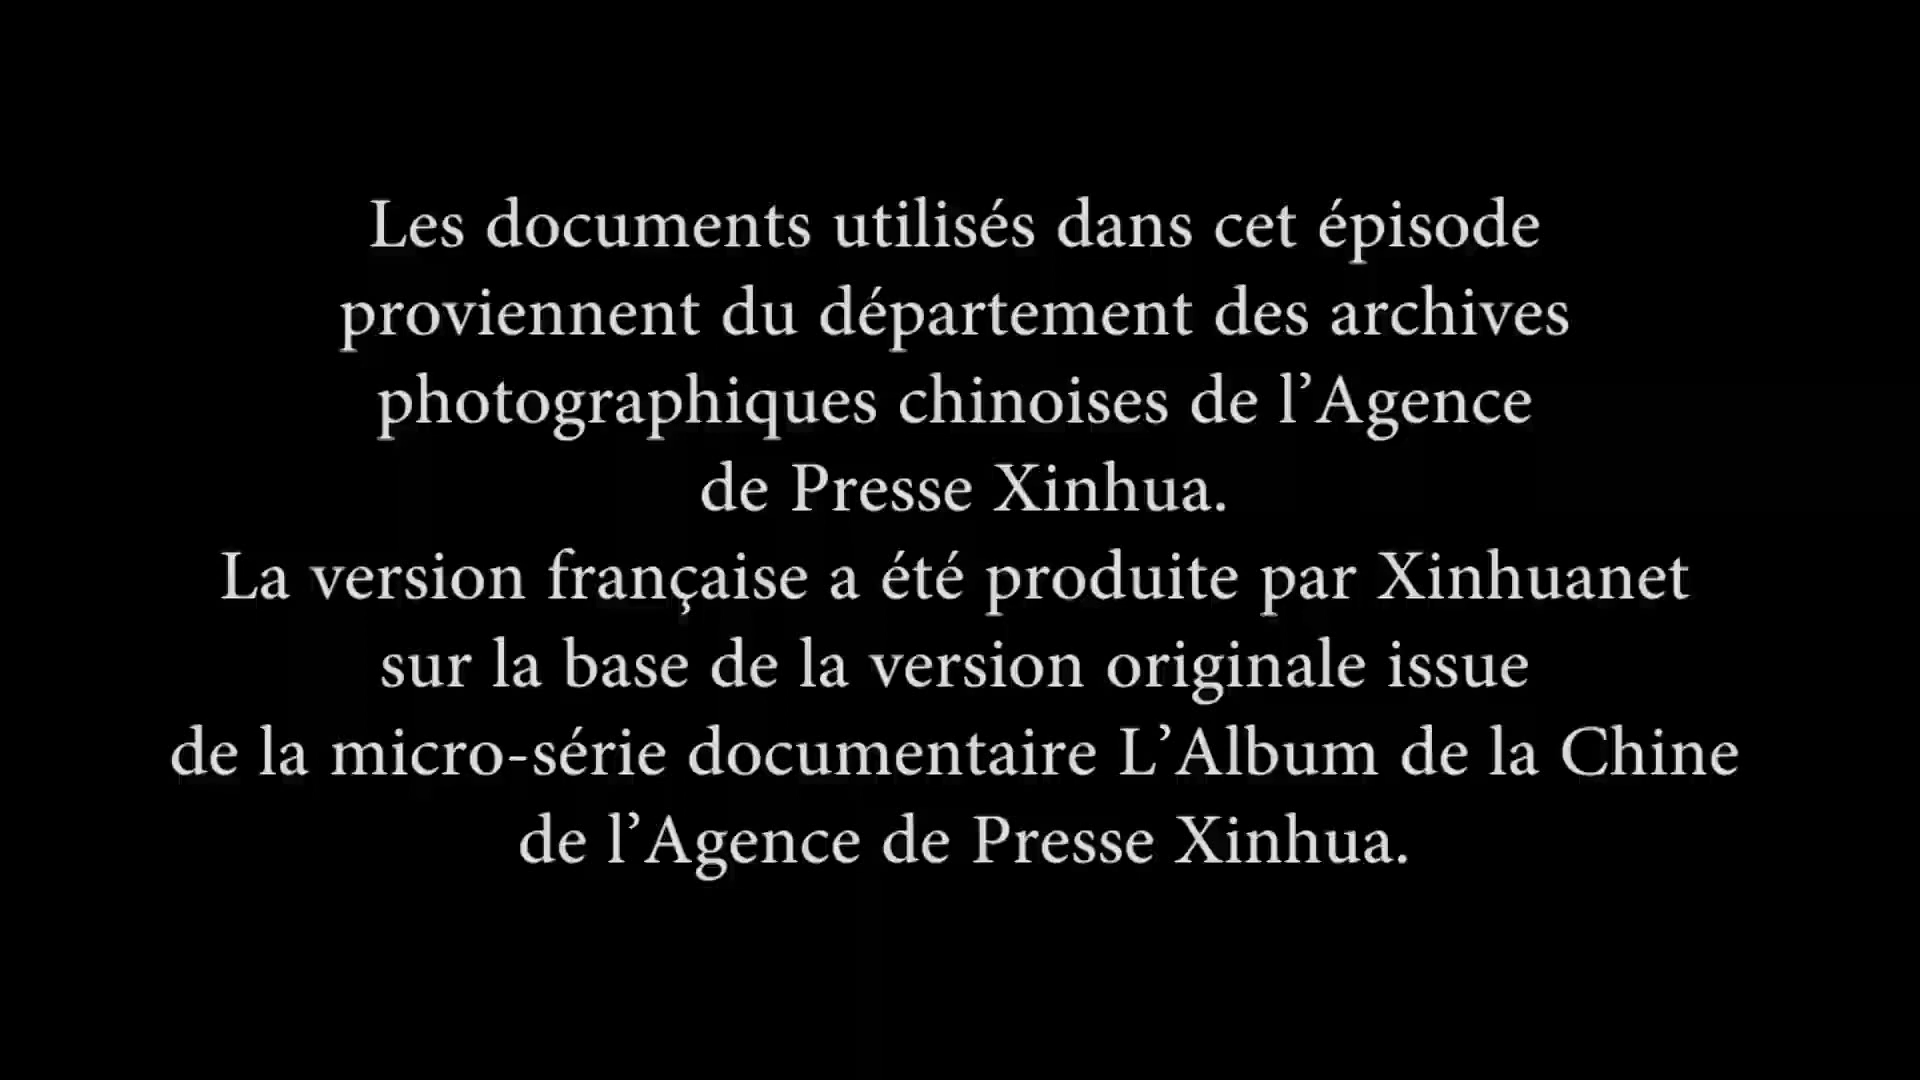 Les documents utilisés dans cet épisode
proviennent du département des archives
photographiques chinoises de l’Agence
de Presse Xinhua.
La version française a été produite par Xinhuanet
sur la base de la version originale issue
de la micro-série documentaire L’Album de la Chine
de l’Agence de Presse Xinhua.